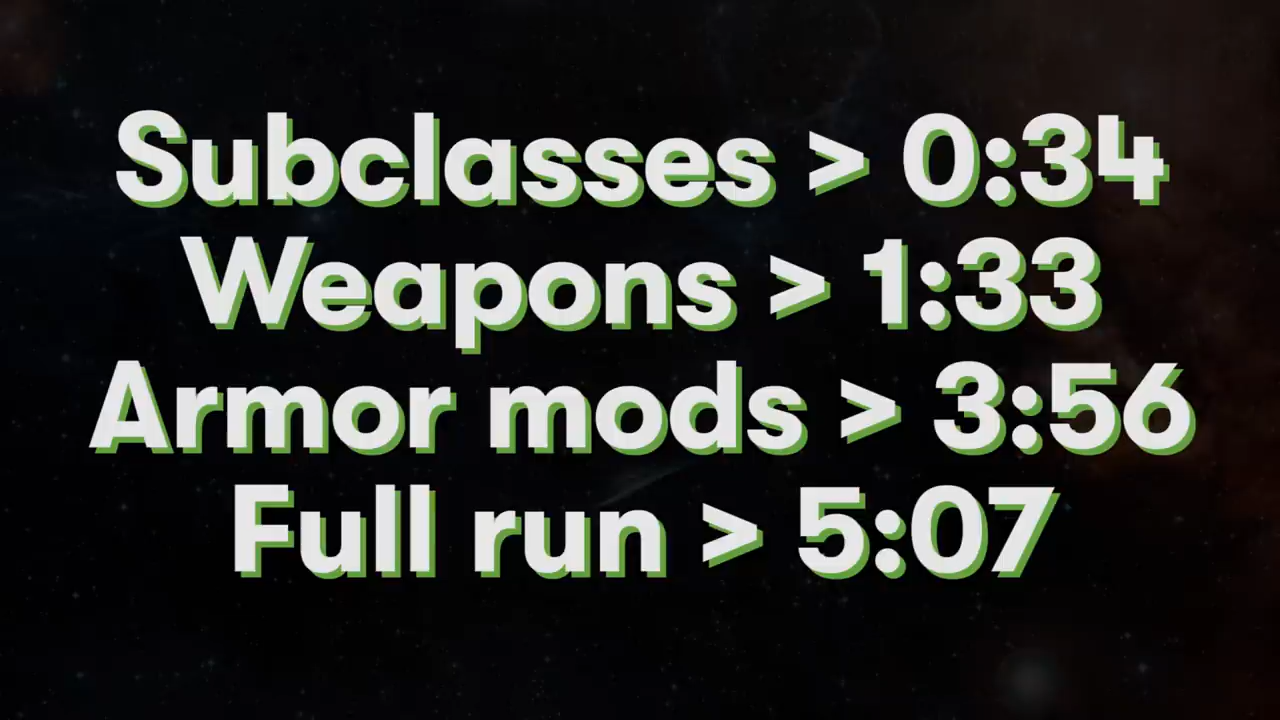 Subclasses > 0:34
Weapons > 1:33
Armor mods > 3:56
Full run > 5:07